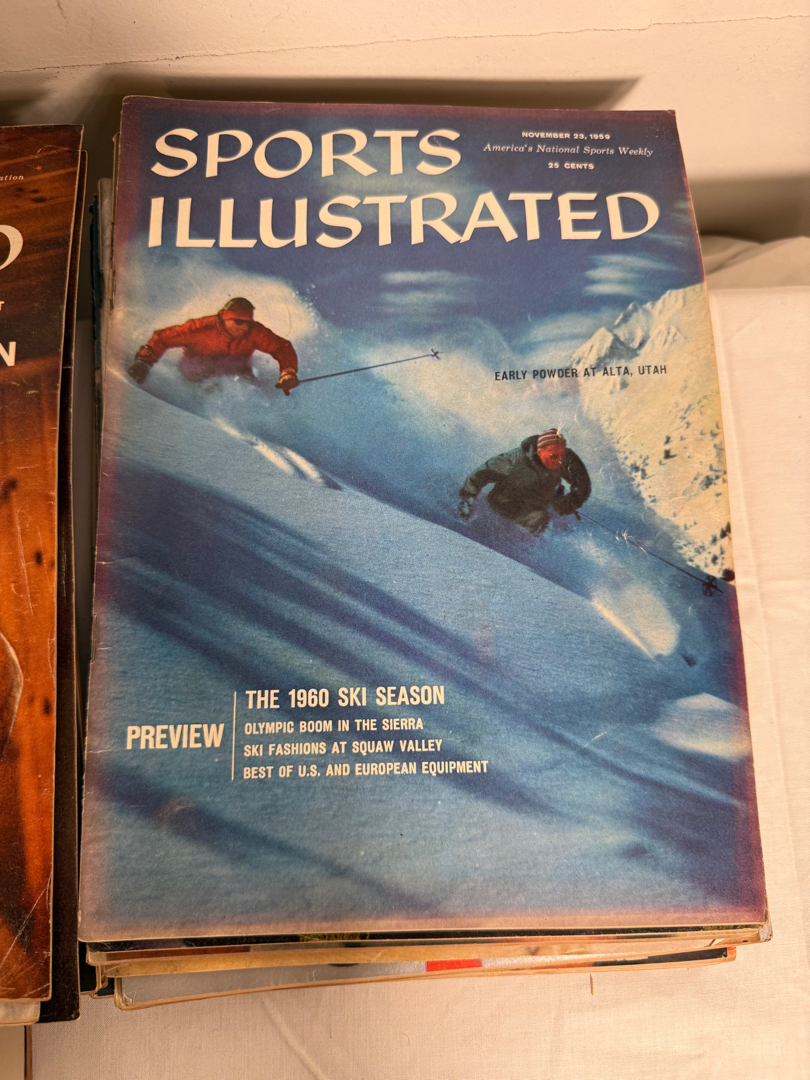 SPORTS
ILLUSTRATED
NOVEMBER 23, 1959
America's National Sports Weekly
25 CENTS
EARLY POWDER AT ALTA, UTAH
PREVIEW
THE 1960 SKI SEASON
OLYMPIC BOOM IN THE SIERRA
SKI FASHIONS AT SQUAW VALLEY
BEST OF U.S. AND EUROPEAN EQUIPMENT